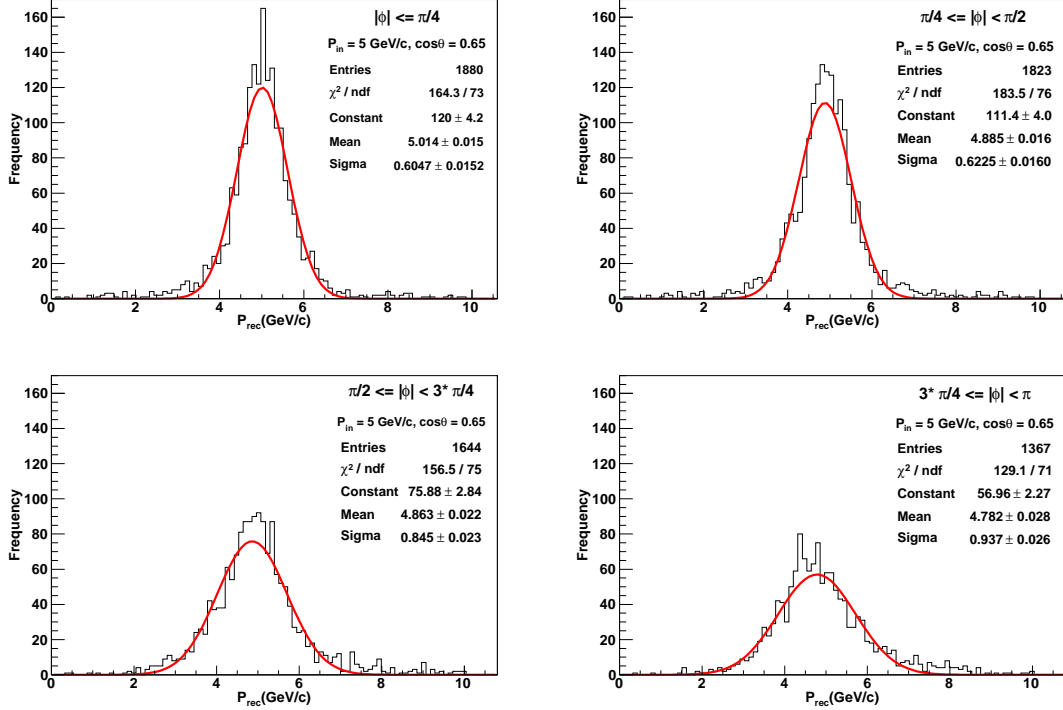 |ϕ| <= π/4
P_in = 5 GeV/c, cosθ = 0.65
Entries 1880
χ² / ndf 164.3 / 73
Constant 120 ± 4.2
Mean 5.014 ± 0.015
Sigma 0.6047 ± 0.0152
Frequency
160
140
120
100
80
60
40
20
0
0 2 4 6 8 10
P_rec(GeV/c)
π/4 <= |ϕ| < π/2
P_in = 5 GeV/c, cosθ = 0.65
Entries 1823
χ² / ndf 183.5 / 76
Constant 111.4 ± 4.0
Mean 4.885 ± 0.016
Sigma 0.6225 ± 0.0160
Frequency
160
140
120
100
80
60
40
20
0
0 2 4 6 8 10
P_rec(GeV/c)
π/2 <= |ϕ| < 3* π/4
P_in = 5 GeV/c, cosθ = 0.65
Entries 1644
χ² / ndf 156.5 / 75
Constant 75.88 ± 2.84
Mean 4.863 ± 0.022
Sigma 0.845 ± 0.023
Frequency
160
140
120
100
80
60
40
20
0
0 2 4 6 8 10
P_rec(GeV/c)
3* π/4 <= |ϕ| < π
P_in = 5 GeV/c, cosθ = 0.65
Entries 1367
χ² / ndf 129.1 / 71
Constant 56.96 ± 2.27
Mean 4.782 ± 0.028
Sigma 0.937 ± 0.026
Frequency
160
140
120
100
80
60
40
20
0
0 2 4 6 8 10
P_rec(GeV/c)